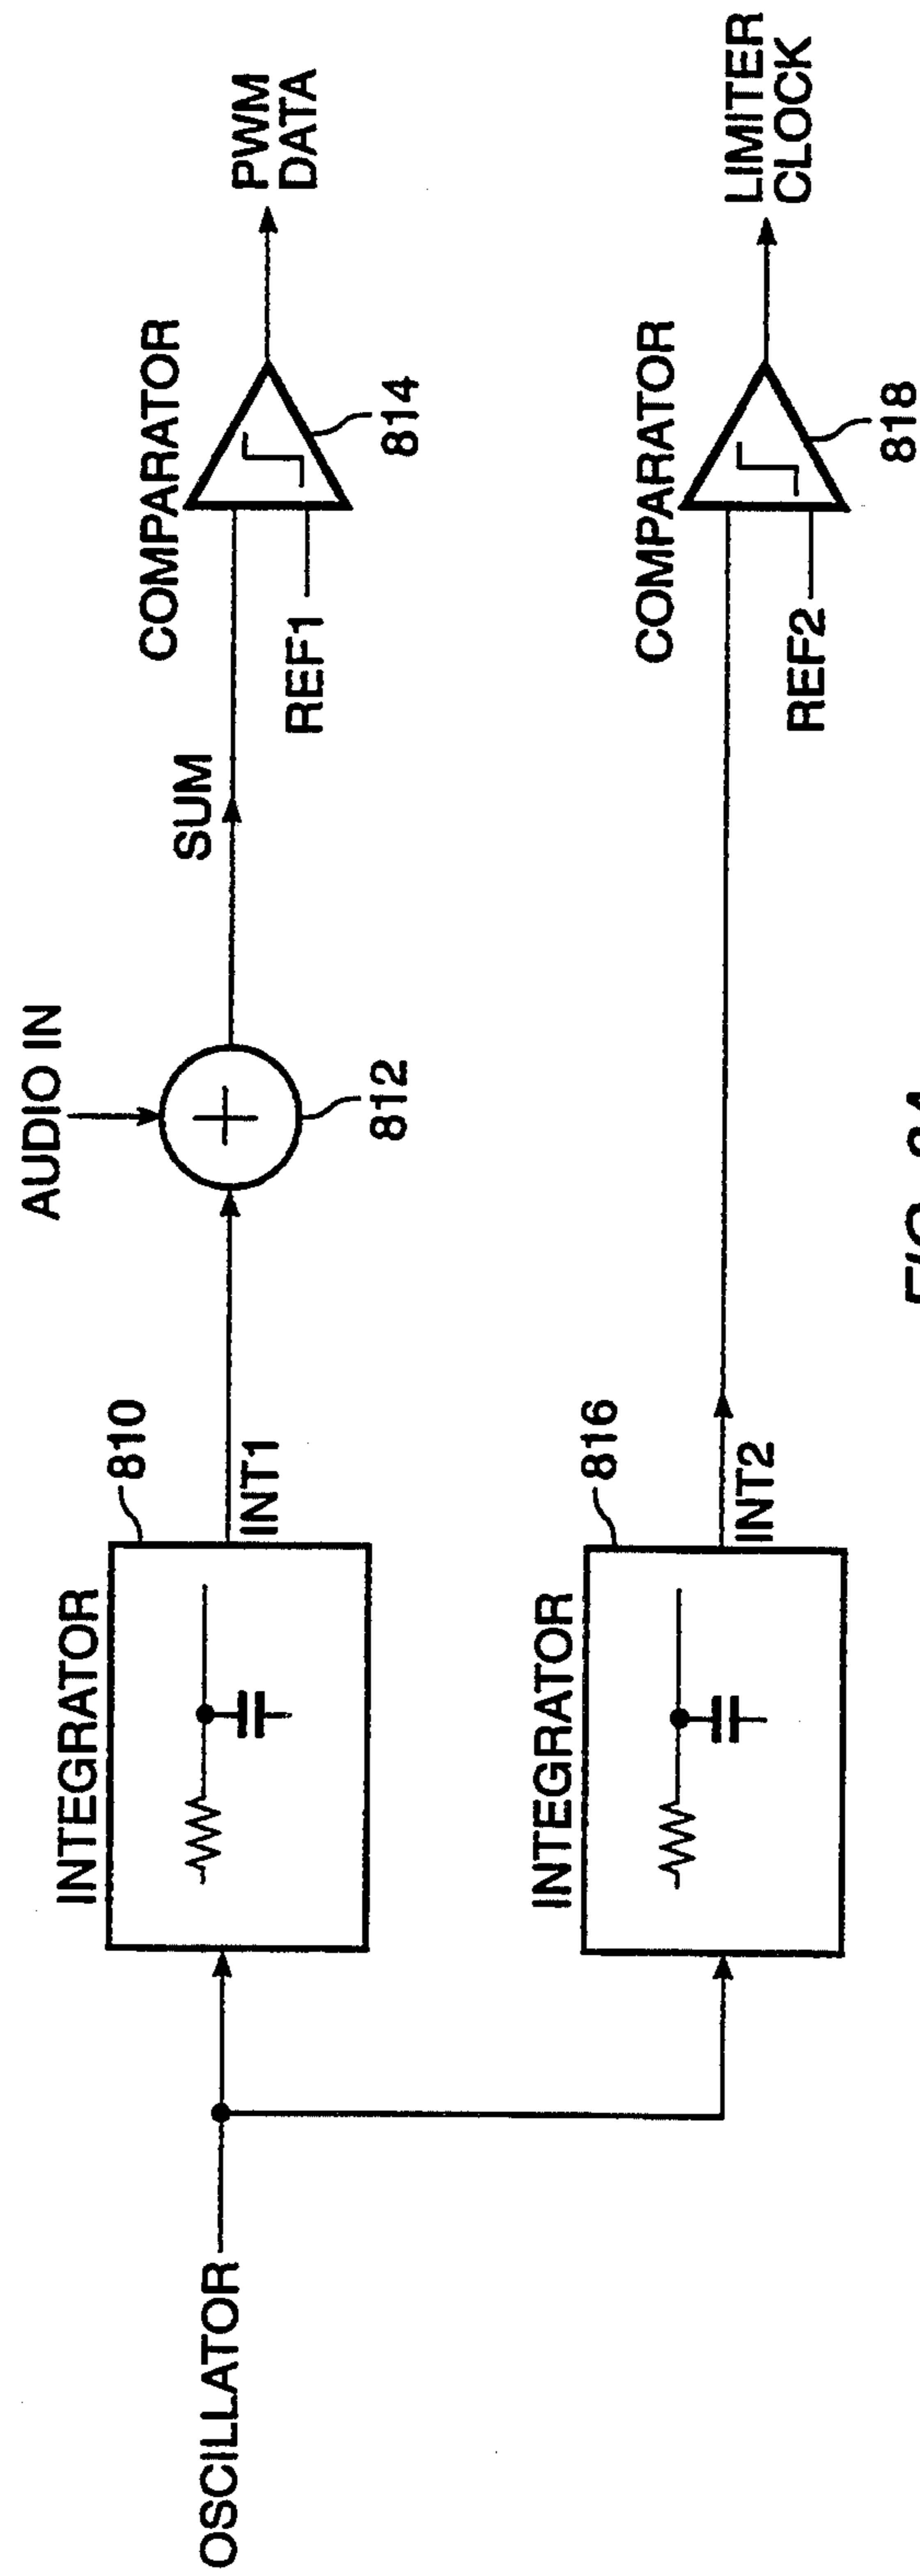 AUDIO IN
INTEGRATOR
810
SUM
COMPARATOR
PWM
DATA
OSCILLATOR
INT1
812
REF1
814
INTEGRATOR
816
COMPARATOR
LIMITER
CLOCK
INT2
REF2
818